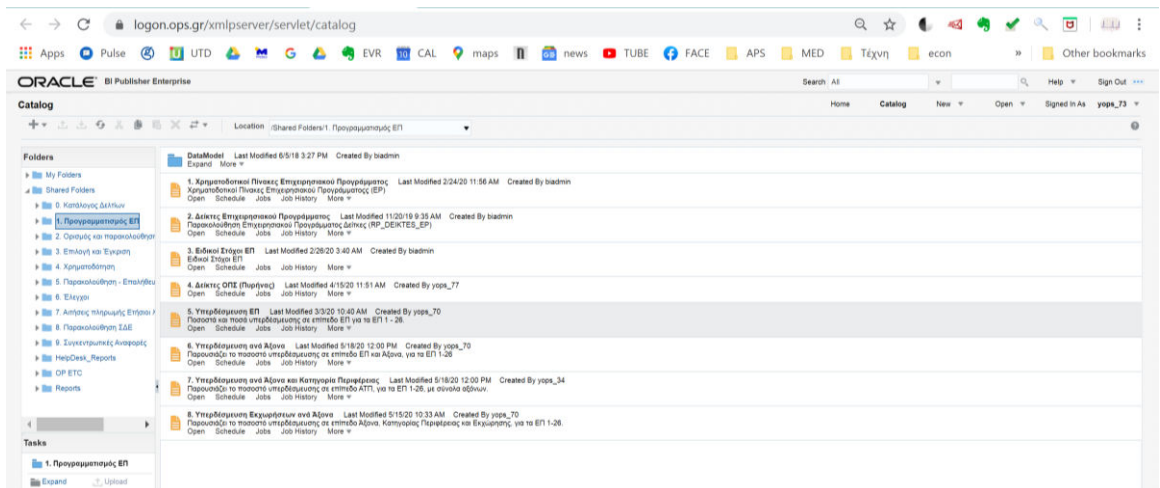 logon.ops.gr/xmlpserver/servlet/catalog
Apps Pulse UTD G EVR 10 CAL maps news TUBE FACE APS MED Τέχνη econ » Other bookmarks
ORACLE BI Publisher Enterprise Search All Help Sign Out
Catalog Home Catalog New Open Signed In As yops_73
Location /Shared Folders/1. Προγραμματισμός ΕΠ
Folders
My Folders
Shared Folders
0. Κατάλογος Δελτίων
1. Προγραμματισμός ΕΠ
2. Ορισμός και παρακολούθησ
3. Επιλογή και Έγκριση
4. Χρηματοδότηση
5. Παρακολούθηση - Επαλήθευ
6. Έλεγχοι
7. Αιτήσεις πληρωμής Ετήσιοι Λ
8. Παρακολούθηση ΣΔΕ
9. Συγκεντρωτικές Αναφορές
HelpDesk_Reports
OP ETC
Reports
Tasks
1. Προγραμματισμός ΕΠ
Expand Upload
DataModel Last Modified 6/5/18 3:27 PM Created By biadmin
Expand More
1. Χρηματοδοτικοί Πίνακες Επιχειρησιακού Προγράμματος Last Modified 2/24/20 11:56 AM Created By biadmin
Χρηματοδοτικοί Πίνακες Επιχειρησιακού Προγράμματος (EP)
Open Schedule Jobs Job History More
2. Δείκτες Επιχειρησιακού Προγράμματος Last Modified 11/20/19 9:35 AM Created By biadmin
Παρακολούθηση Επιχειρησιακού Προγράμματος Δείκτες (RP_DEIKTES_EP)
Open Schedule Jobs Job History More
3. Ειδικοί Στόχοι ΕΠ Last Modified 2/26/20 3:40 AM Created By biadmin
Ειδικοί Στόχοι ΕΠ
Open Schedule Jobs Job History More
4. Δείκτες ΟΠΣ (Πυρήνας) Last Modified 4/15/20 11:51 AM Created By yops_77
Open Schedule Jobs Job History More
5. Υπερδέσμευση ΕΠ Last Modified 3/3/20 10:40 AM Created By yops_70
Ποσοστά και ποσά υπερδέσμευσης σε επίπεδο ΕΠ για τα ΕΠ 1 - 26.
Open Schedule Jobs Job History More
6. Υπερδέσμευση ανά Άξονα Last Modified 5/18/20 12:00 PM Created By yops_70
Παρουσιάζει το ποσοστό υπερδέσμευσης σε επίπεδο ΕΠ και Άξονα, για τα ΕΠ 1-26
Open Schedule Jobs Job History More
7. Υπερδέσμευση ανά Άξονα και Κατηγορία Περιφέρειας Last Modified 5/18/20 12:00 PM Created By yops_34
Παρουσιάζει το ποσοστό υπερδέσμευσης σε επίπεδο ΑΤΠ, για τα ΕΠ 1-26, με σύνολα αξόνων.
Open Schedule Jobs Job History More
8. Υπερδέσμευση Εκχωρήσεων ανά Άξονα Last Modified 5/15/20 10:33 AM Created By yops_70
Παρουσιάζει το ποσοστό υπερδέσμευσης σε επίπεδο Άξονα, Κατηγορίας Περιφέρειας και Εκχώρησης, για τα ΕΠ 1-26.
Open Schedule Jobs Job History More